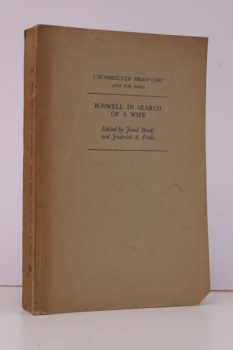 UNCORRECTED PROOF COPY
(NOT FOR SALE)
BOSWELL IN SEARCH
OF A WIFE
Edited by Frank Brady
and Frederick A. Pottle